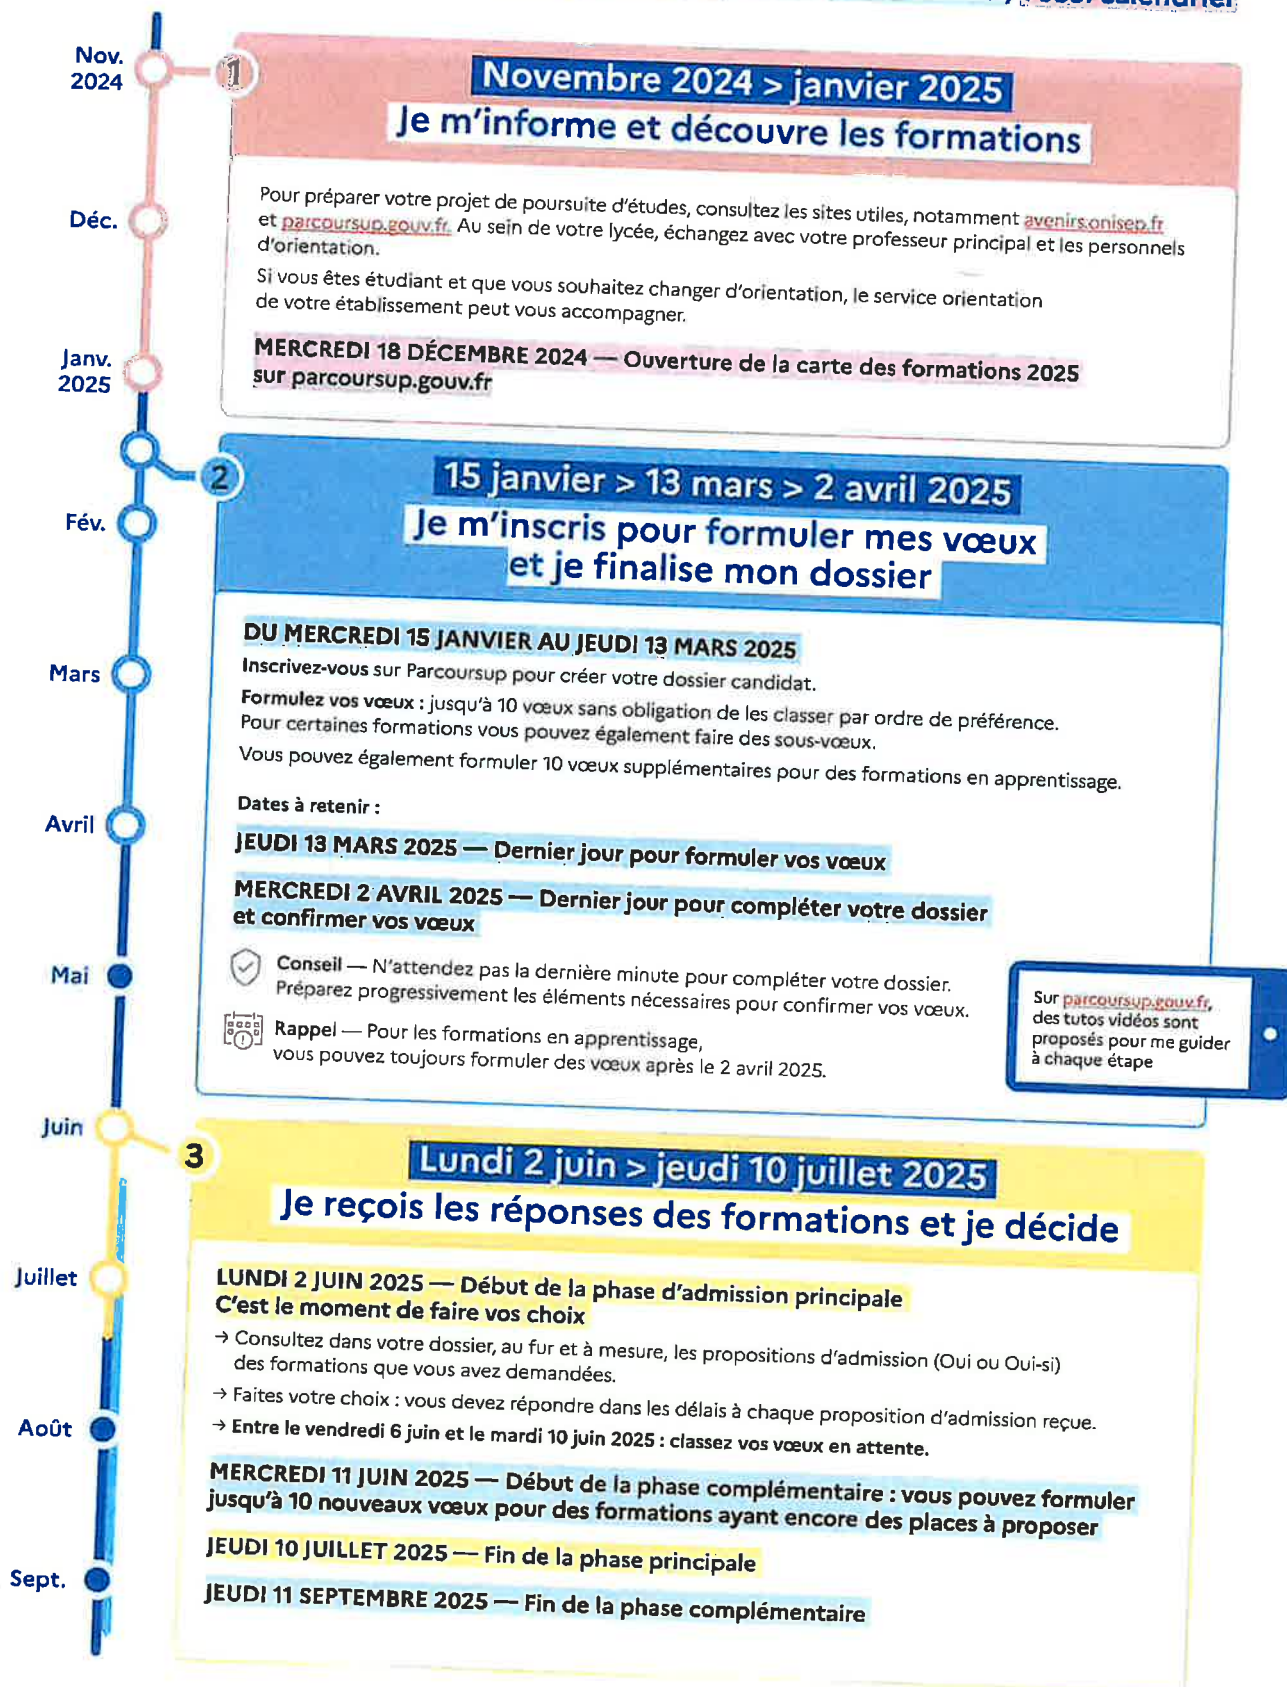 calendrier
Nov.
2024
1
Novembre 2024 > janvier 2025
Je m'informe et découvre les formations
Pour préparer votre projet de poursuite d'études, consultez les sites utiles, notamment avenirs.onisep.fr
et parcoursup.gouv.fr. Au sein de votre lycée, échangez avec votre professeur principal et les personnels
d'orientation.
Si vous êtes étudiant et que vous souhaitez changer d'orientation, le service orientation
de votre établissement peut vous accompagner.
MERCREDI 18 DÉCEMBRE 2024 — Ouverture de la carte des formations 2025
sur parcoursup.gouv.fr
Déc.
Janv.
2025
2
15 janvier > 13 mars > 2 avril 2025
Je m'inscris pour formuler mes vœux
et je finalise mon dossier
Fév.
DU MERCREDI 15 JANVIER AU JEUDI 13 MARS 2025
Inscrivez-vous sur Parcoursup pour créer votre dossier candidat.
Formulez vos vœux : jusqu'à 10 vœux sans obligation de les classer par ordre de préférence.
Pour certaines formations vous pouvez également faire des sous-vœux.
Vous pouvez également formuler 10 vœux supplémentaires pour des formations en apprentissage.
Mars
Dates à retenir :
JEUDI 13 MARS 2025 — Dernier jour pour formuler vos vœux
MERCREDI 2 AVRIL 2025 — Dernier jour pour compléter votre dossier
et confirmer vos vœux
Avril
Conseil — N'attendez pas la dernière minute pour compléter votre dossier.
Préparez progressivement les éléments nécessaires pour confirmer vos vœux.
Rappel — Pour les formations en apprentissage,
vous pouvez toujours formuler des vœux après le 2 avril 2025.
Mai
Sur parcoursup.gouv.fr,
des tutos vidéos sont
proposés pour me guider
à chaque étape
Juin
3
Lundi 2 juin > jeudi 10 juillet 2025
Je reçois les réponses des formations et je décide
Juillet
LUNDI 2 JUIN 2025 — Début de la phase d'admission principale
C'est le moment de faire vos choix
→ Consultez dans votre dossier, au fur et à mesure, les propositions d'admission (Oui ou Oui-si)
des formations que vous avez demandées.
→ Faites votre choix : vous devez répondre dans les délais à chaque proposition d'admission reçue.
→ Entre le vendredi 6 juin et le mardi 10 juin 2025 : classez vos vœux en attente.
Août
MERCREDI 11 JUIN 2025 — Début de la phase complémentaire : vous pouvez formuler
jusqu'à 10 nouveaux vœux pour des formations ayant encore des places à proposer
JEUDI 10 JUILLET 2025 — Fin de la phase principale
Sept.
JEUDI 11 SEPTEMBRE 2025 — Fin de la phase complémentaire